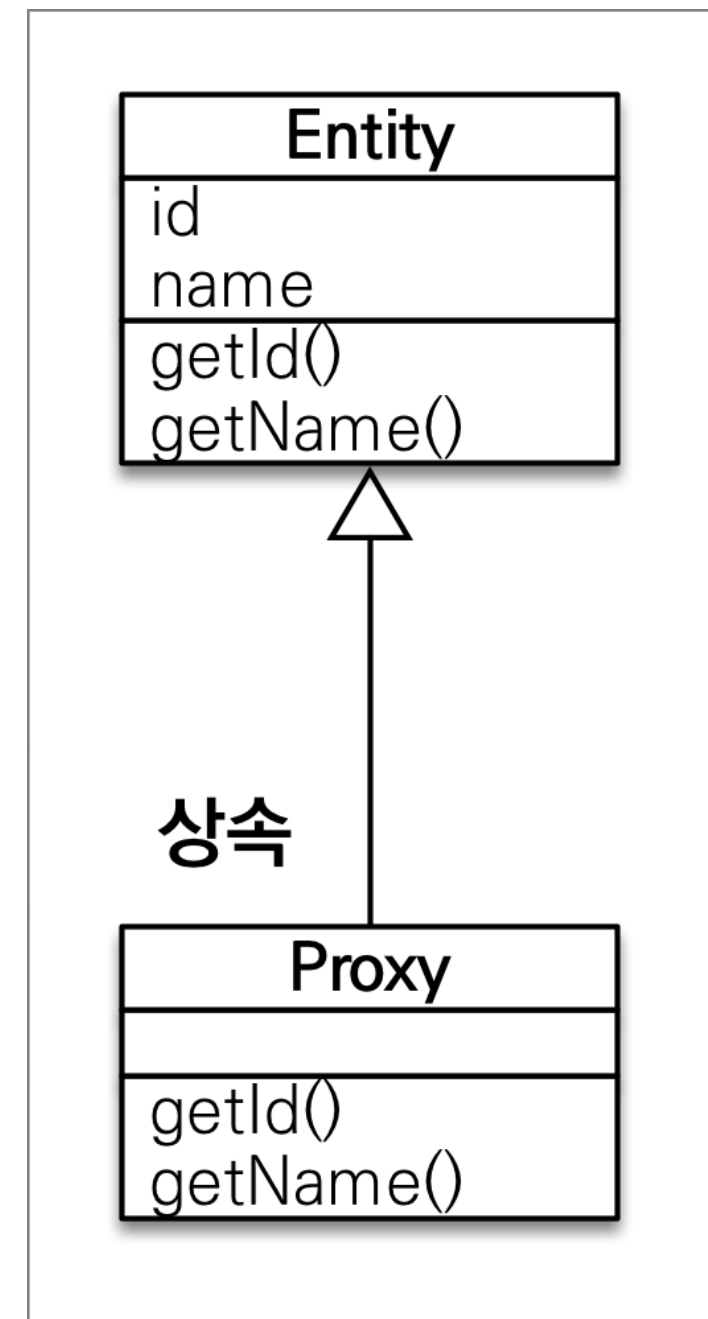 Entity
id
name
getId()
getName()
상속
Proxy
getId()
getName()